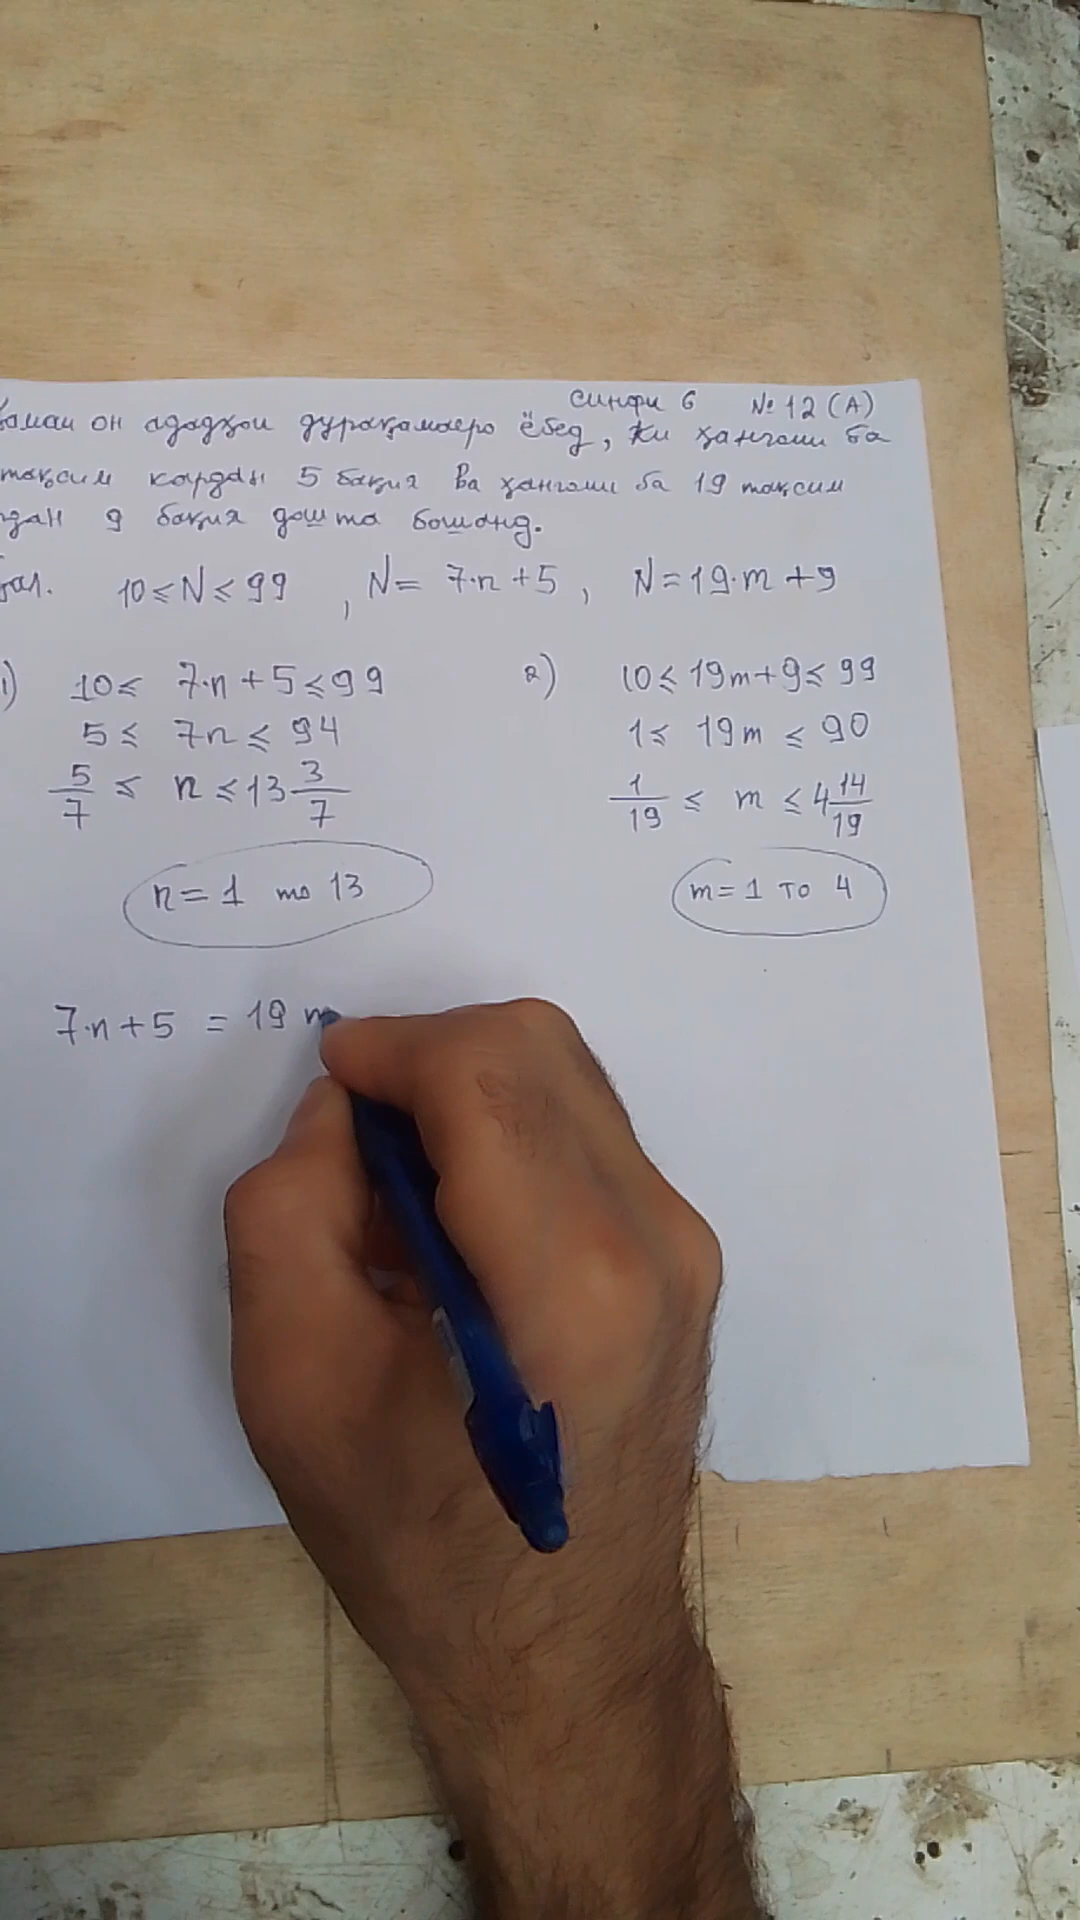 синфи 6 № 12 (А)
он ададҳои дурақамаеро ёбед, ки ҳангоми ба
тақсим кардан 5 бақия ва ҳангоми ба 19 тақсим
9 бақия дошта бошанд.
10 ≤ N ≤ 99 , N = 7·n + 5 , N = 19·m + 9
1) 10 ≤ 7·n + 5 ≤ 99
5 ≤ 7n ≤ 94
5/7 ≤ n ≤ 13 3/7
n = 1 то 13
2) 10 ≤ 19m + 9 ≤ 99
1 ≤ 19m ≤ 90
1/19 ≤ m ≤ 4 14/19
m = 1 то 4
7·n + 5 = 19 m